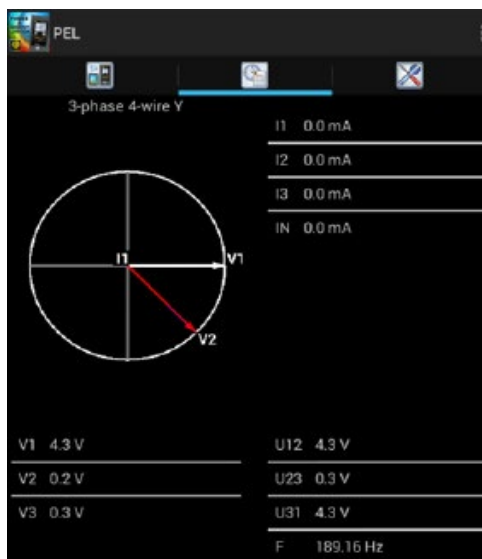 PEL
3-phase 4-wire Y
I1 0.0 mA
I2 0.0 mA
I3 0.0 mA
IN 0.0 mA
I1
V1
V2
V1 4.3 V
V2 0.2 V
V3 0.3 V
U12 4.3 V
U23 0.3 V
U31 4.3 V
F 189.16 Hz